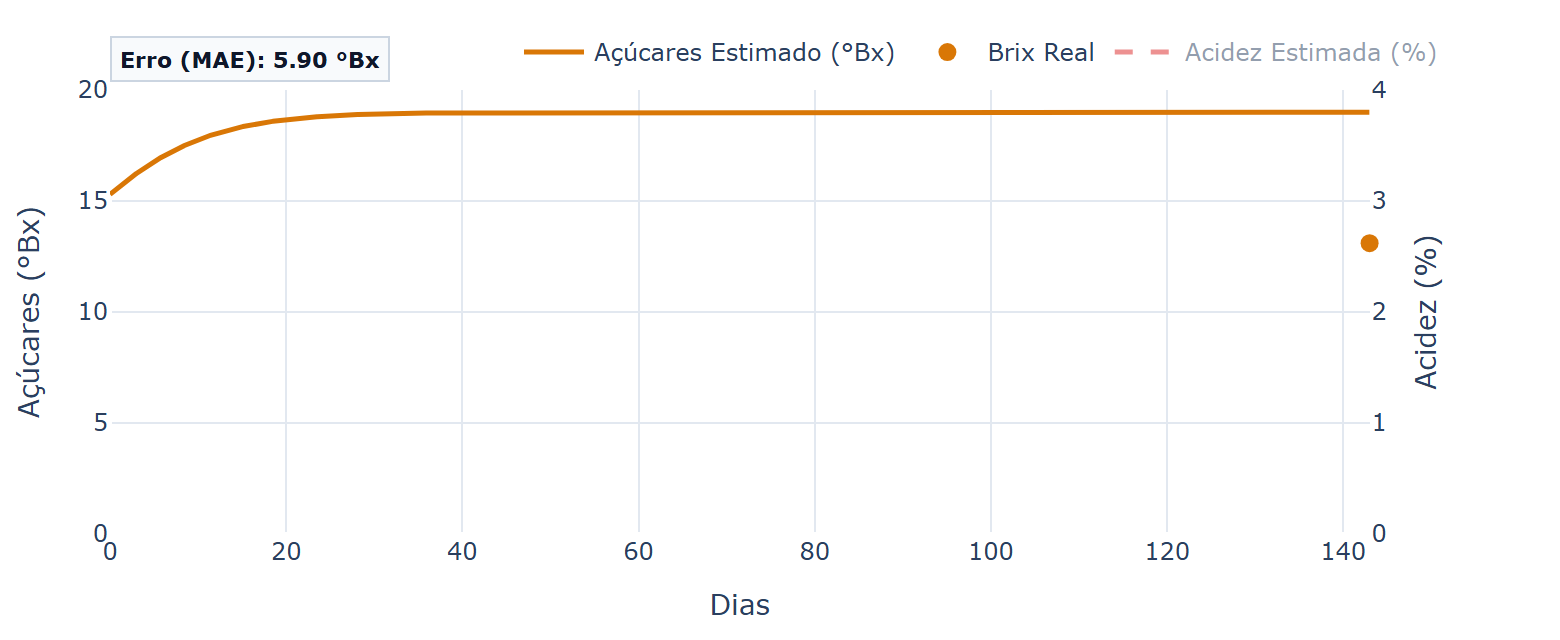 Erro (MAE): 5.90 ºBx
Açúcares Estimado (°Bx)
Brix Real
Acidez Estimada (%)
20
15
10
5
0
Açúcares (°Bx)
4
3
2
1
0
Acidez (%)
0 20 40 60 80 100 120 140
Dias